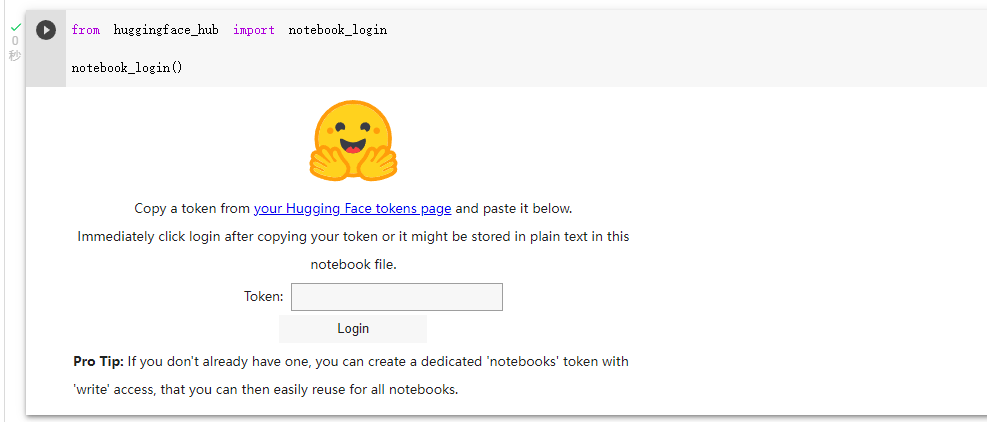 from huggingface_hub import notebook_login
0
秒
notebook_login()
Copy a token from your Hugging Face tokens page and paste it below.
Immediately click login after copying your token or it might be stored in plain text in this
notebook file.
Token:
Login
Pro Tip: If you don't already have one, you can create a dedicated 'notebooks' token with
'write' access, that you can then easily reuse for all notebooks.